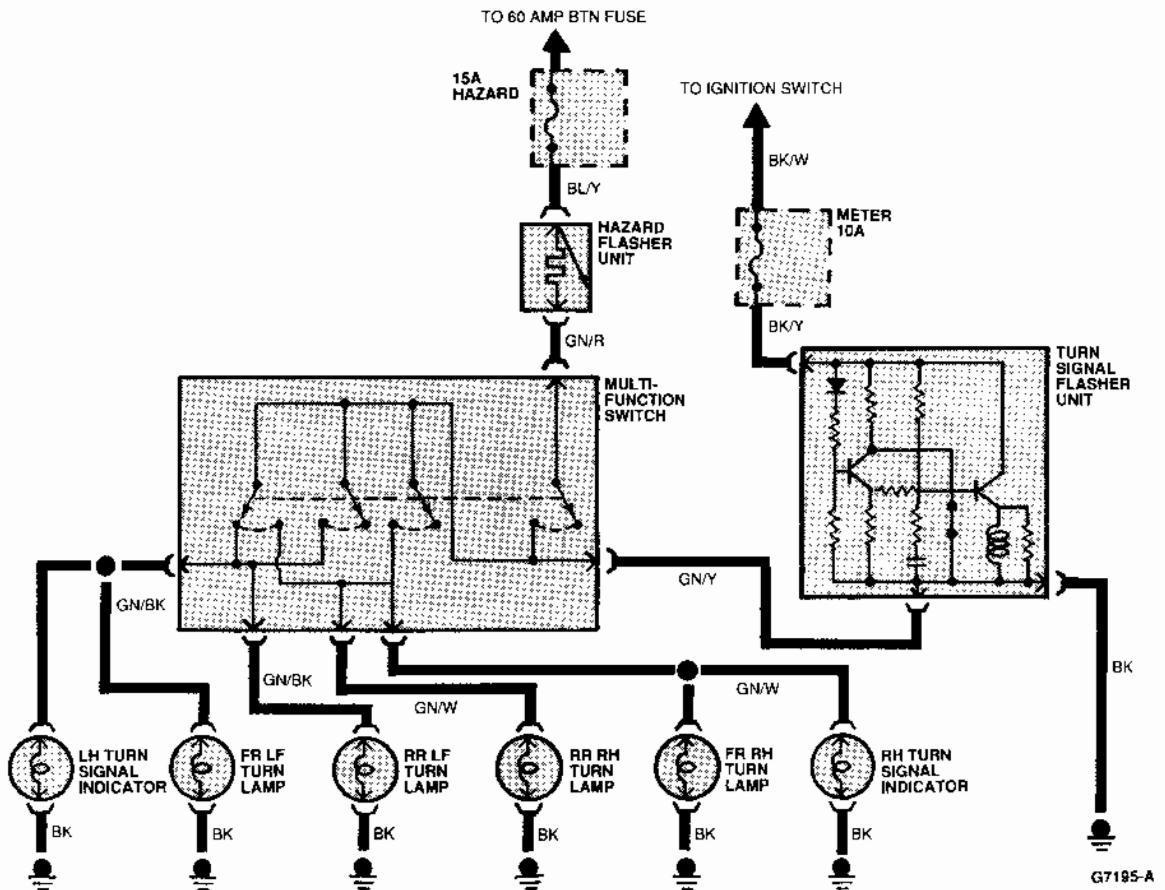 TO 60 AMP BTN FUSE
15A
HAZARD
TO IGNITION SWITCH
BK/W
BL/Y
HAZARD
FLASHER
UNIT
METER
10A
BK/Y
GN/R
TURN
SIGNAL
FLASHER
UNIT
MULTI-
FUNCTION
SWITCH
GN/Y
GN/BK
BK
GN/BK
GN/W
GN/W
LH TURN
SIGNAL
INDICATOR
FR LF
TURN
LAMP
RR LF
TURN
LAMP
RR RH
TURN
LAMP
FR RH
TURN
LAMP
RH TURN
SIGNAL
INDICATOR
BK
BK
BK
BK
BK
BK
G7195-A